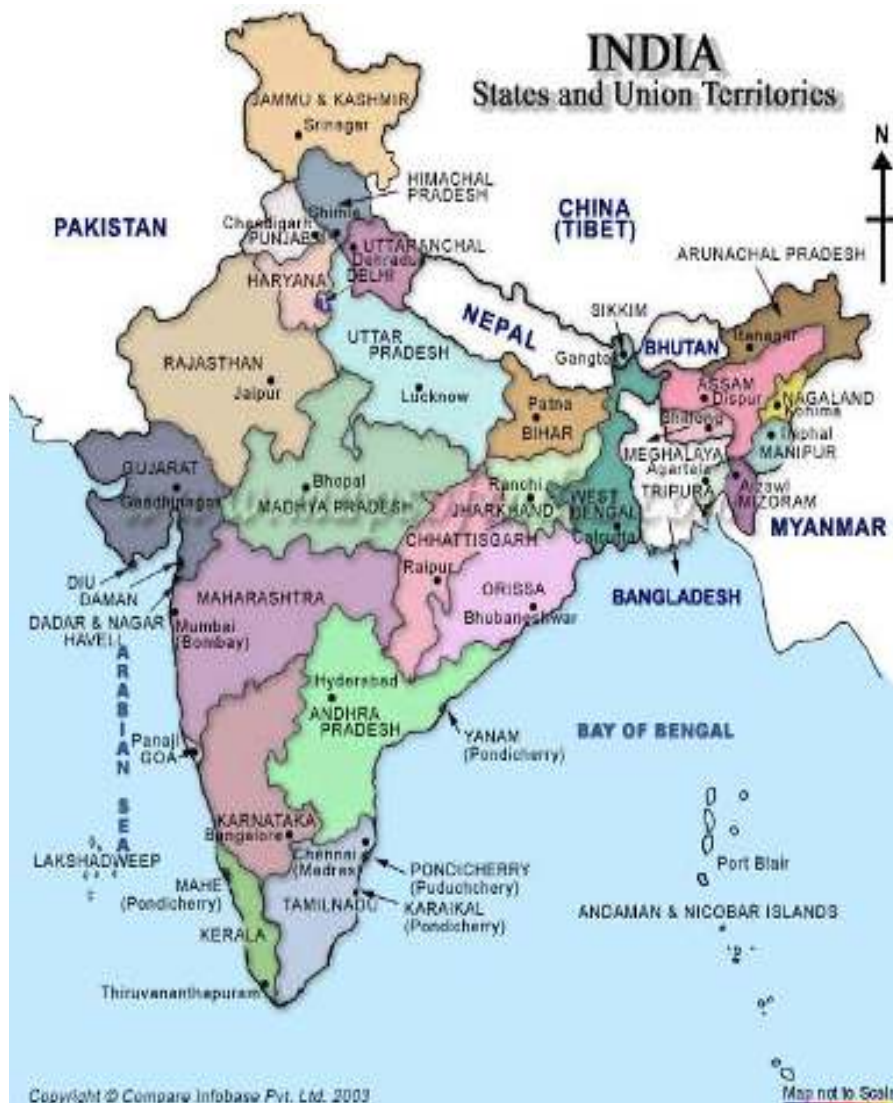 INDIA
States and Union Territories
N
JAMMU & KASHMIR
Srinagar
HIMACHAL
PRADESH
PAKISTAN
CHINA
(TIBET)
Chandigarh
Shimla
PUNJAB
UTTARANCHAL
Dehradun
DELHI
HARYANA
ARUNACHAL PRADESH
SIKKIM
NEPAL
BHUTAN
Itanagar
Gangtok
UTTAR
PRADESH
RAJASTHAN
Jaipur
Lucknow
Patna
BIHAR
ASSAM
Dispur
NAGALAND
Kohima
Shillong
MEGHALAYA
Imphal
MANIPUR
Agartala
TRIPURA
Aizawl
MIZORAM
GUJARAT
Gandhinagar
Bhopal
MADHYA PRADESH
Ranchi
JHARKHAND
WEST
BENGAL
Calcutta
MYANMAR
CHHATTISGARH
Raipur
ORISSA
Bhubaneshwar
BANGLADESH
DIU
DAMAN
DADAR & NAGAR
HAVELI
MAHARASHTRA
Mumbai
(Bombay)
ARABIAN SEA
Hyderabad
ANDHRA
PRADESH
YANAM
(Pondicherry)
BAY OF BENGAL
Panaji
GOA
KARNATAKA
Bangalore
LAKSHADWEEP
Chennai
(Madras)
PONDICHERRY
(Puduchchery)
MAHE
(Pondicherry)
TAMILNADU
KARAIKAL
(Pondicherry)
KERALA
Thiruvananthapuram
Port Blair
ANDAMAN & NICOBAR ISLANDS
Copyright © Compare Infobase Pvt. Ltd. 2003
Map not to Scale